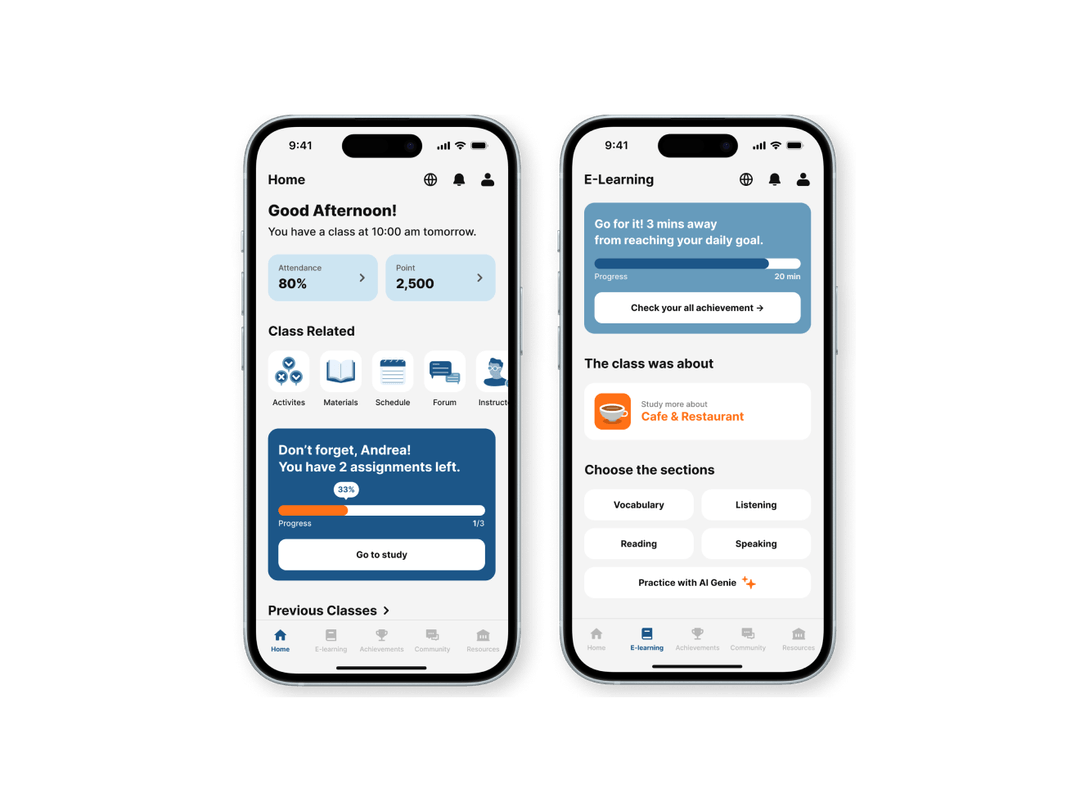 9:41
Home
Good Afternoon!
You have a class at 10:00 am tomorrow.
Attendance
80%
Point
2,500
Class Related
Activites
Materials
Schedule
Forum
Instruct
Don't forget, Andrea!
You have 2 assignments left.
33%
Progress
1/3
Go to study
Previous Classes
Home
E-learning
Achievements
Community
Resources
9:41
E-Learning
Go for it! 3 mins away
from reaching your daily goal.
Progress
20 min
Check your all achievement →
The class was about
Study more about
Cafe & Restaurant
Choose the sections
Vocabulary
Listening
Reading
Speaking
Practice with AI Genie
Home
E-learning
Achievements
Community
Resources